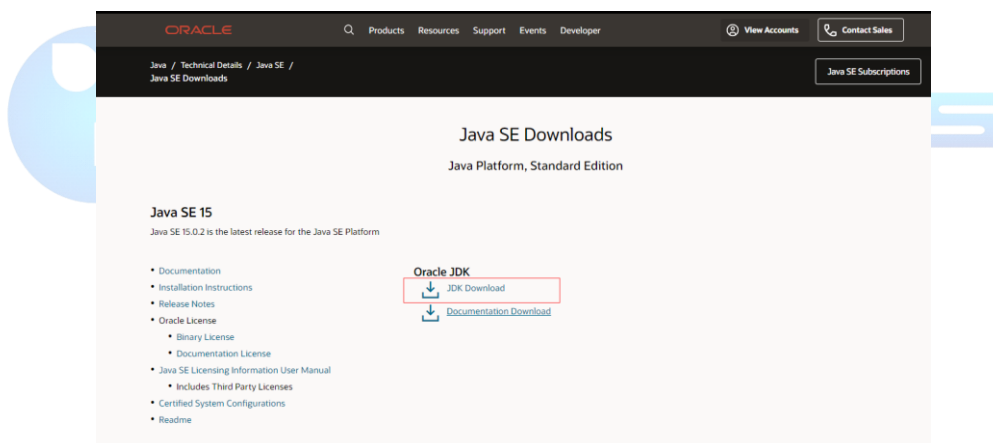 ORACLE
Products Resources Support Events Developer
View Accounts
Contact Sales
Java / Technical Details / Java SE /
Java SE Downloads
Java SE Subscriptions
Java SE Downloads
Java Platform, Standard Edition
Java SE 15
Java SE 15.0.2 is the latest release for the Java SE Platform
• Documentation
• Installation Instructions
• Release Notes
• Oracle License
• Binary License
• Documentation License
• Java SE Licensing Information User Manual
• Includes Third Party Licenses
• Certified System Configurations
• Readme
Oracle JDK
JDK Download
Documentation Download